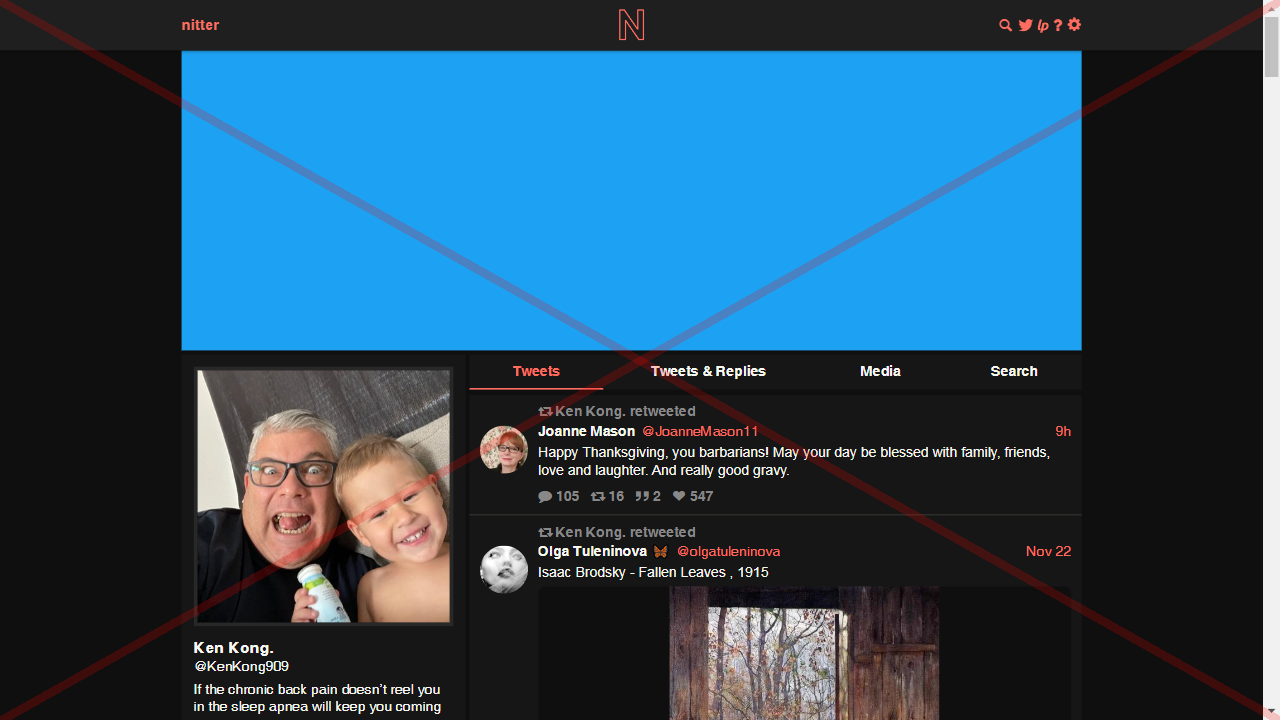 nitter
N
lp ?
Tweets
Tweets & Replies
Media
Search
Ken Kong. retweeted
Joanne Mason @JoanneMason11 9h
Happy Thanksgiving, you barbarians! May your day be blessed with family, friends,
love and laughter. And really good gravy.
105 16 2 547
Ken Kong. retweeted
Olga Tuleninova 🦋 @olgatuleninova Nov 22
Isaac Brodsky - Fallen Leaves , 1915
Ken Kong.
@KenKong909
If the chronic back pain doesn't reel you
in the sleep apnea will keep you coming